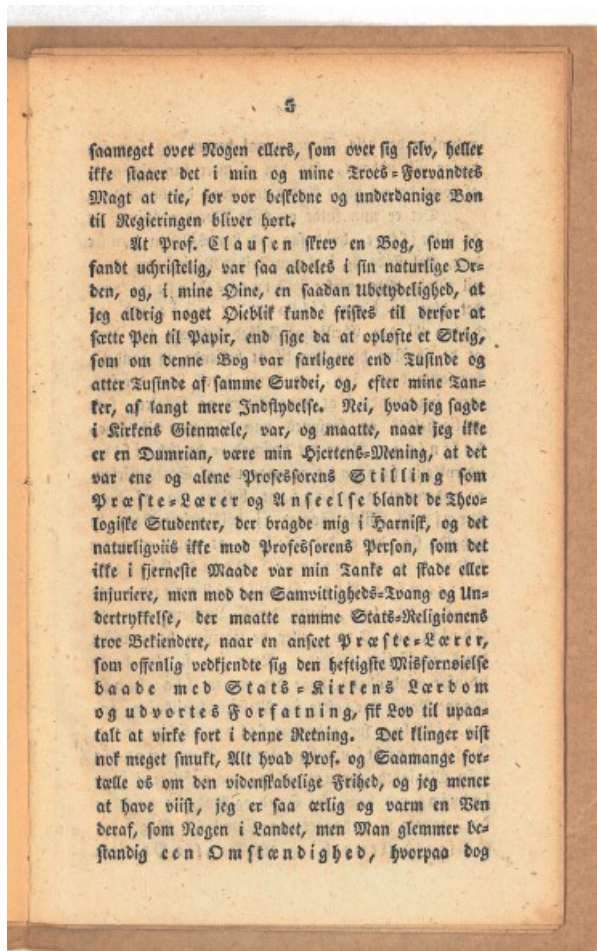 5
saameget over Nogen ellers, som over sig selv, heller
ikke staaer det i min og mine Troes-Forvandtes
Magt at tie, før vor beskedne og underdanige Bøn
til Regieringen bliver hørt.
At Prof. Clausen skrev en Bog, som jeg
fandt uchristelig, var saa aldeles i sin naturlige Or-
den, og, i mine Øine, en saadan Ubetydelighed, at
jeg aldrig noget Øieblik kunde fristes til derfor at
sætte Pen til Papir, end sige da at opløfte et Skrig,
som om denne Bog var farligere end Tusinde og
atter Tusinde af samme Surdei, og, efter mine Tan-
ker, af langt mere Indflydelse. Nei, hvad jeg sagde
i Kirkens Gienmæle, var, og maatte, naar jeg ikke
er en Dumrian, være min Hjertens-Mening, at det
var ene og alene Professorens Stilling som
Præste-Lærer og Anseelse blandt de Theo-
logiske Studenter, der bragde mig i Harnisk, og det
naturligviis ikke mod Professorens Person, som det
ikke i fjerneste Maade var min Tanke at skade eller
injuriere, men mod den Samvittigheds-Tvang og Un-
dertrykkelse, der maatte ramme Stats-Religionens
troe Bekiendere, naar en anseet Præste-Lærer,
som offenlig vedkjendte sig den heftigste Misfornøielse
baade med Stats-Kirkens Lærdom
og udvortes Forfatning, fik Lov til upaa-
talt at virke fort i denne Retning. Det klinger vist
nok meget smukt, Alt hvad Prof. og Saamange for-
tælle os om den videnskabelige Frihed, og jeg mener
at have viist, jeg er saa ærlig og varm en Ven
deraf, som Nogen i Landet, men Man glemmer be-
standig een Omstændighed, hvorpaa dog